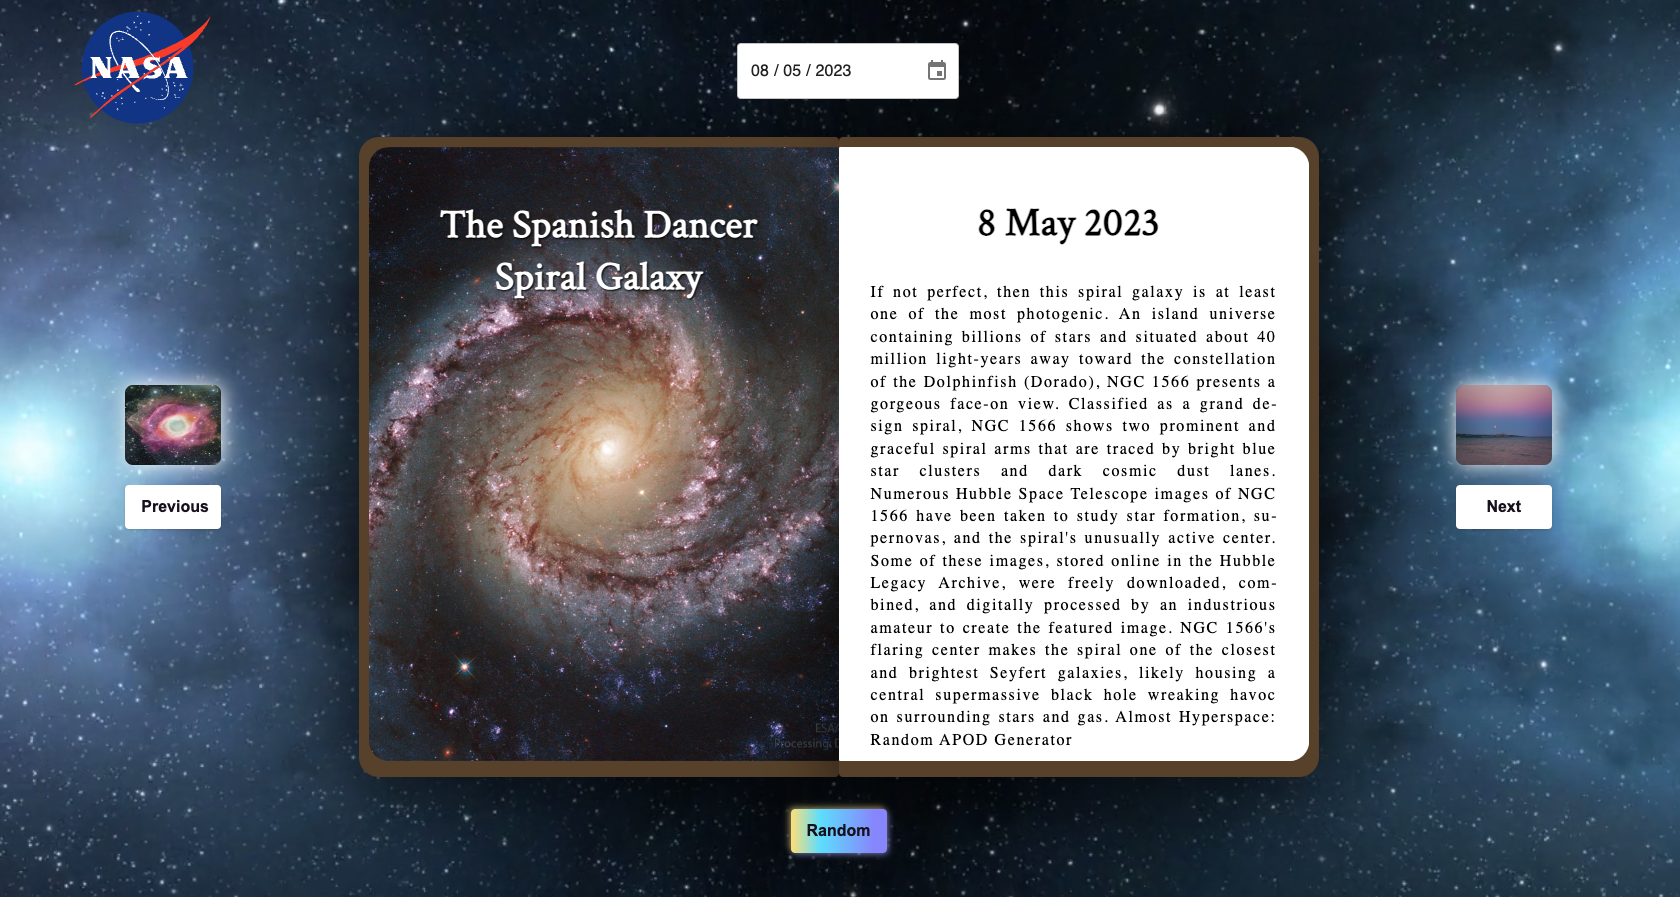 NASA
08 / 05 / 2023
The Spanish Dancer
Spiral Galaxy
8 May 2023
If not perfect, then this spiral galaxy is at least
one of the most photogenic. An island universe
containing billions of stars and situated about 40
million light-years away toward the constellation
of the Dolphinfish (Dorado), NGC 1566 presents a
gorgeous face-on view. Classified as a grand de-
sign spiral, NGC 1566 shows two prominent and
graceful spiral arms that are traced by bright blue
star clusters and dark cosmic dust lanes.
Numerous Hubble Space Telescope images of NGC
1566 have been taken to study star formation, su-
pernovas, and the spiral's unusually active center.
Some of these images, stored online in the Hubble
Legacy Archive, were freely downloaded, com-
bined, and digitally processed by an industrious
amateur to create the featured image. NGC 1566's
flaring center makes the spiral one of the closest
and brightest Seyfert galaxies, likely housing a
central supermassive black hole wreaking havoc
on surrounding stars and gas. Almost Hyperspace:
Random APOD Generator
Previous
Next
Random
ESA
Processing: